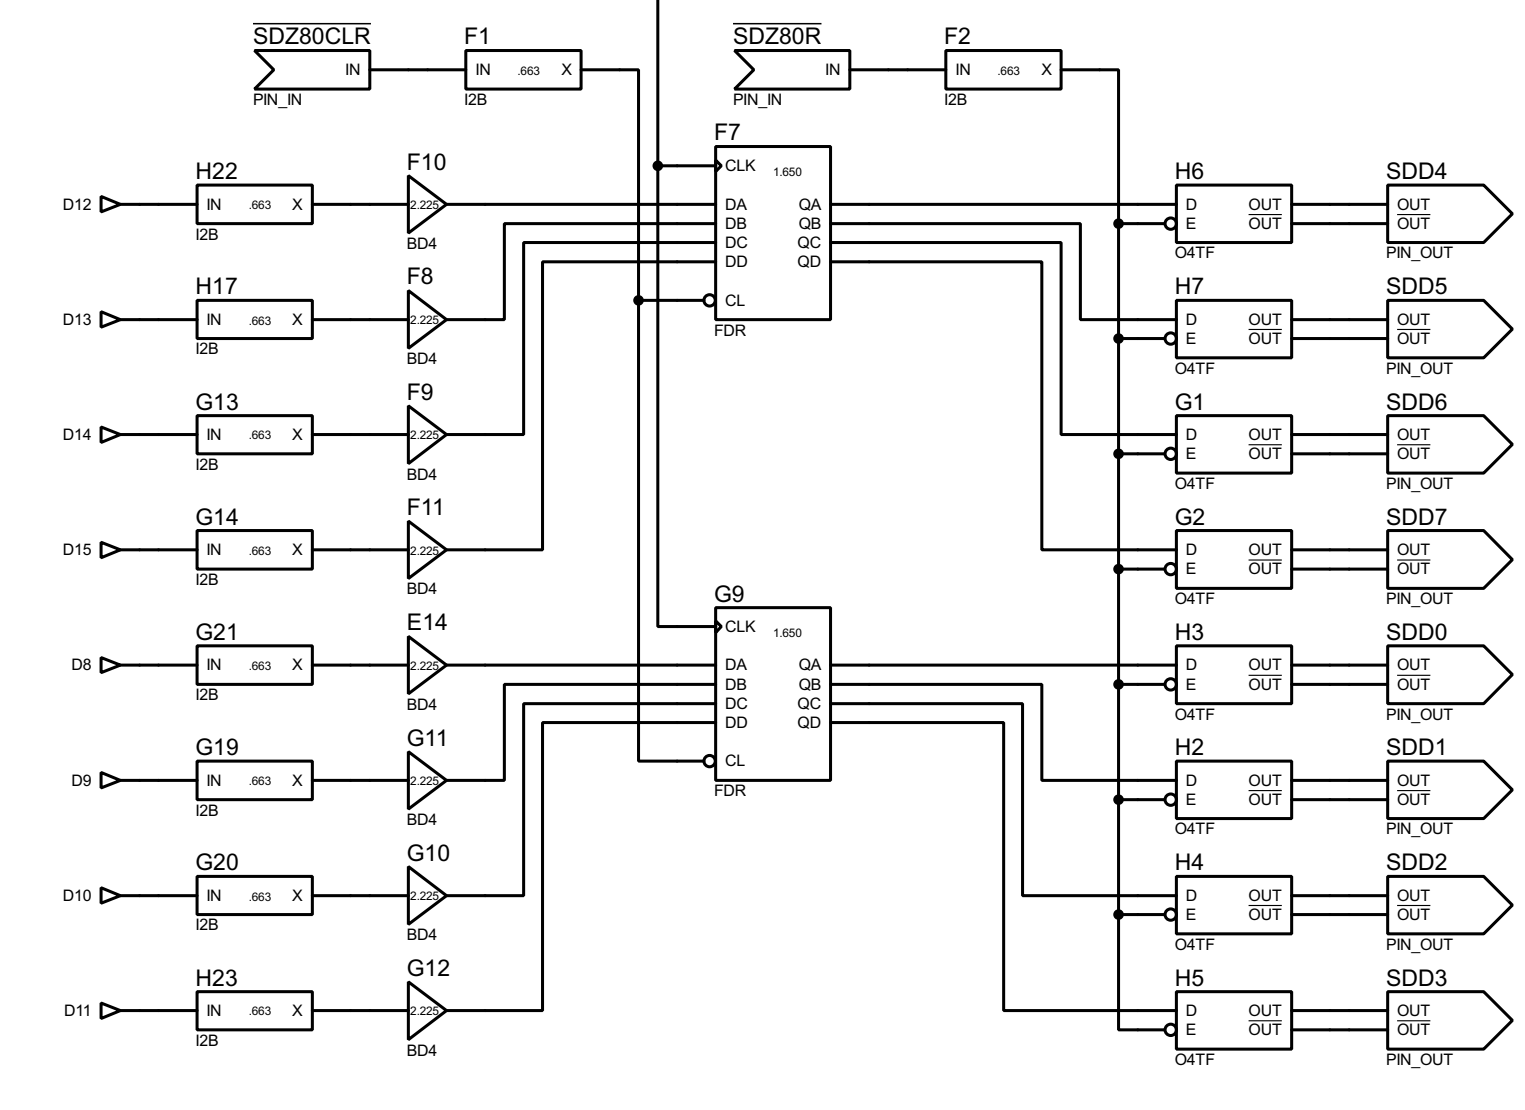 SDZ80CLR F1 SDZ80R F2
IN IN .663 X IN IN .663 X
PIN_IN I2B PIN_IN I2B
F7
CLK 1.650
H22 F10 H6 SDD4
D12 IN .663 X 2.225 DA QA D OUT OUT
DB QB E OUT OUT
I2B BD4 DC QC O4TF PIN_OUT
DD QD
H17 F8 H7 SDD5
CL
D13 IN .663 X 2.225 D OUT OUT
FDR E OUT OUT
I2B BD4 O4TF PIN_OUT
G13 F9 G1 SDD6
D14 IN .663 X 2.225 D OUT OUT
E OUT OUT
I2B BD4 O4TF PIN_OUT
G14 F11 G2 SDD7
D15 IN .663 X 2.225 D OUT OUT
E OUT OUT
I2B BD4 O4TF PIN_OUT
G9
CLK 1.650
G21 E14 H3 SDD0
D8 IN .663 X 2.225 DA QA D OUT OUT
DB QB E OUT OUT
I2B BD4 DC QC O4TF PIN_OUT
DD QD
G19 G11 H2 SDD1
CL
D9 IN .663 X 2.225 D OUT OUT
FDR E OUT OUT
I2B BD4 O4TF PIN_OUT
G20 G10 H4 SDD2
D10 IN .663 X 2.225 D OUT OUT
E OUT OUT
I2B BD4 O4TF PIN_OUT
H23 G12 H5 SDD3
D11 IN .663 X 2.225 D OUT OUT
E OUT OUT
I2B BD4 O4TF PIN_OUT